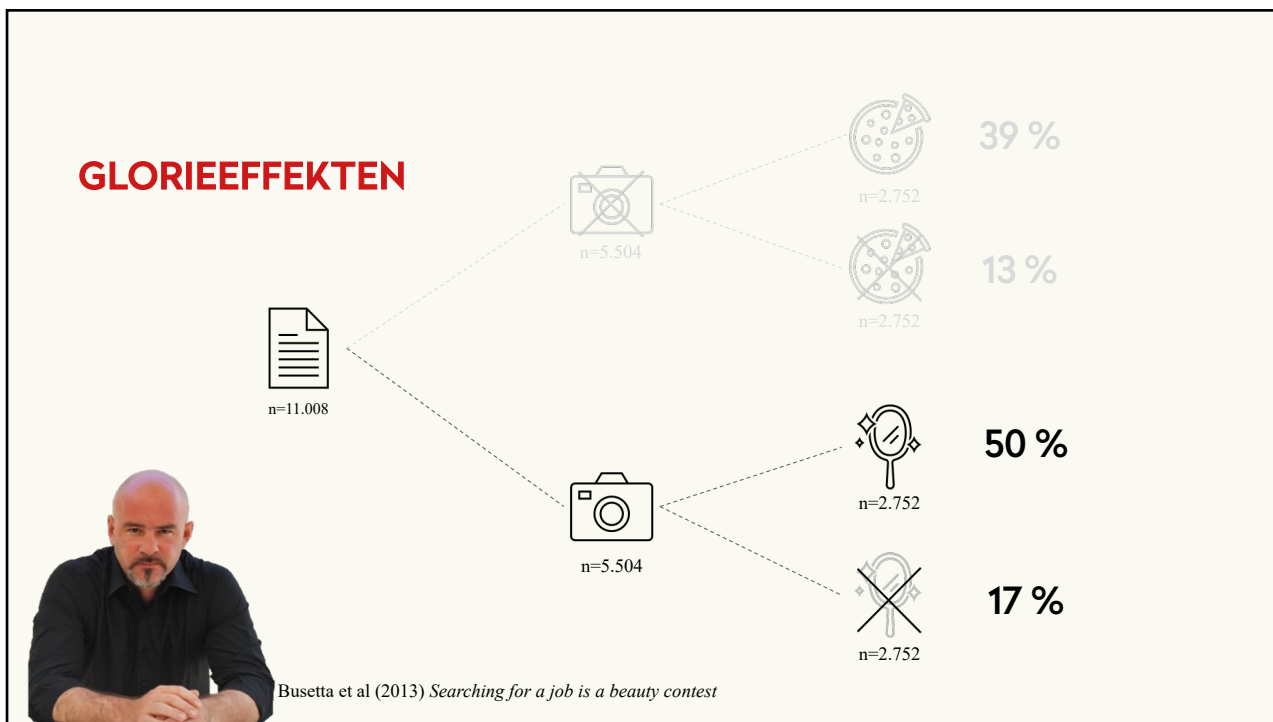 GLORIEEFFEKTEN
39 %
n=2.752
n=5.504
13 %
n=2.752
n=11.008
50 %
n=2.752
n=5.504
17 %
n=2.752
Busetta et al (2013) Searching for a job is a beauty contest